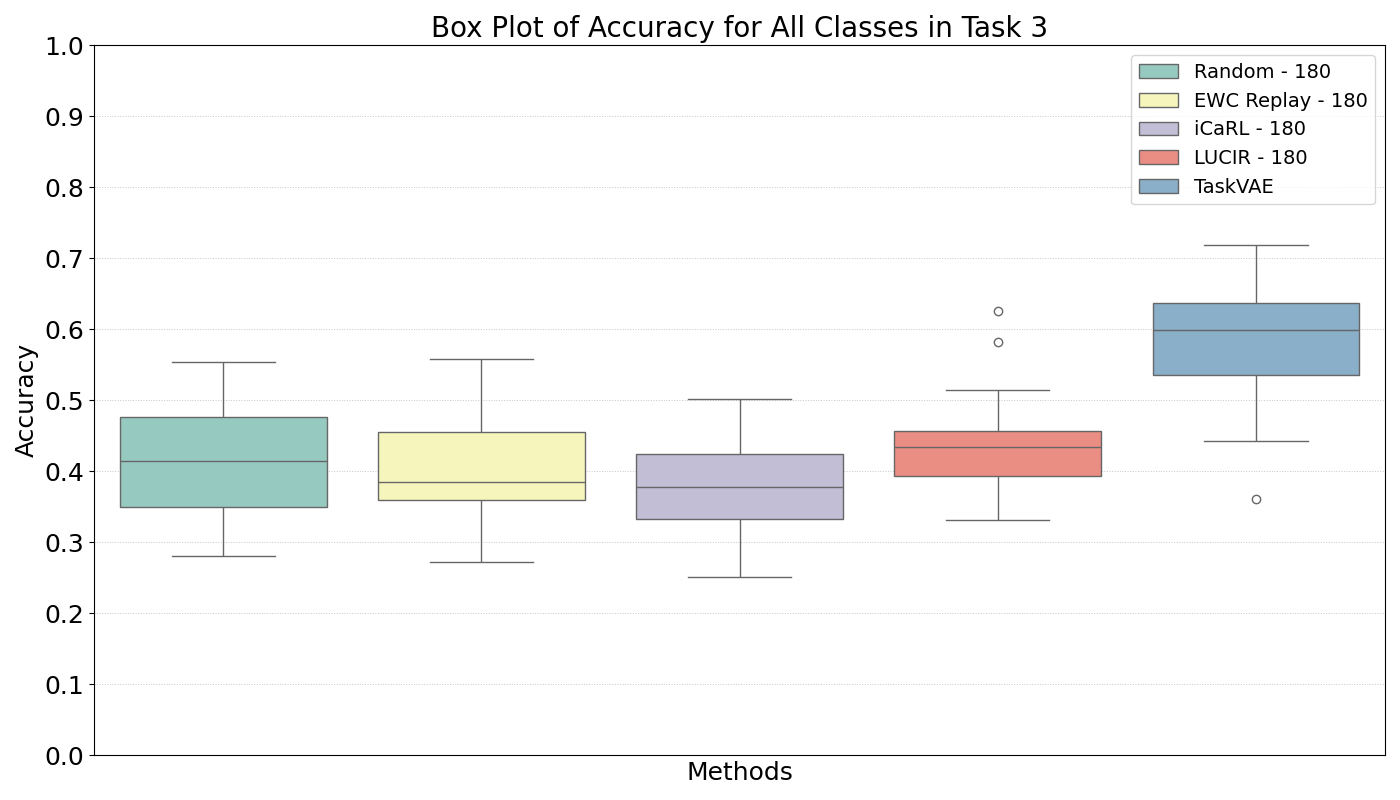 Box Plot of Accuracy for All Classes in Task 3
1.0
0.9
0.8
0.7
0.6
0.5
0.4
0.3
0.2
0.1
0.0
Accuracy
Methods
Random - 180
EWC Replay - 180
iCaRL - 180
LUCIR - 180
TaskVAE